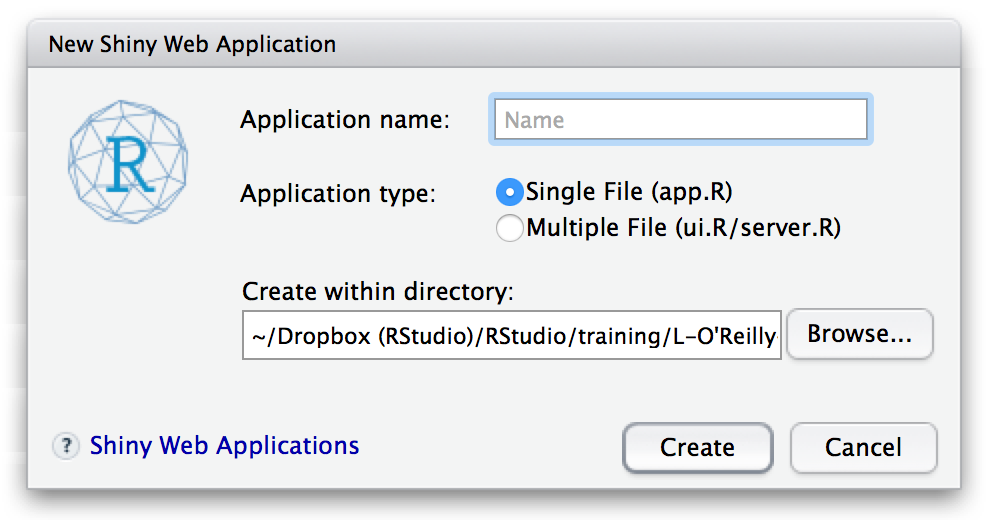 New Shiny Web Application
R
Application name:
Name
Application type:
Single File (app.R)
Multiple File (ui.R/server.R)
Create within directory:
~/Dropbox (RStudio)/RStudio/training/L-O'Reilly
Browse...
? Shiny Web Applications
Create
Cancel